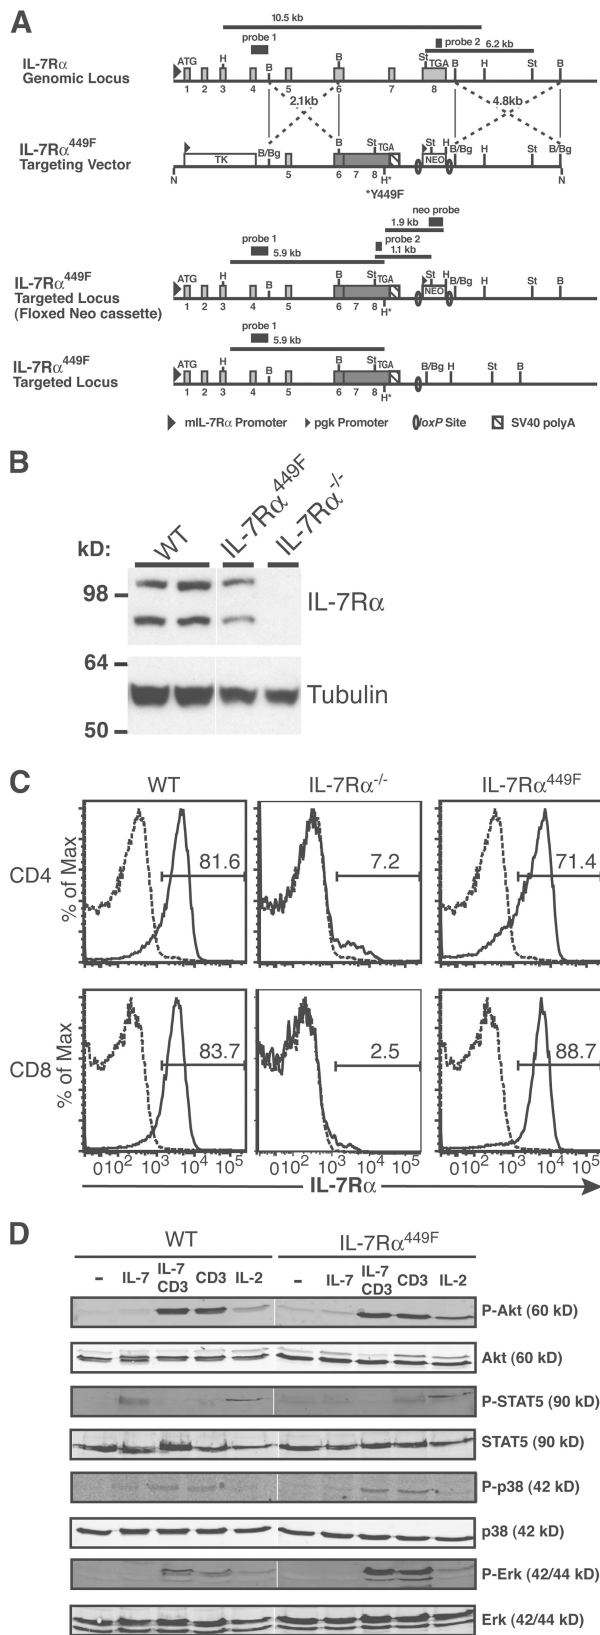 A
10.5 kb
probe 1
probe 2
6.2 kb
IL-7Rα
Genomic Locus
ATG H B B St TGA B H St B
1 2 3 4 5 6 7 8
2.1kb
4.8kb
IL-7Rα449F
Targeting Vector
TK
B/Bg B St TGA St H B/Bg H St B/Bg
NEO
N 5 6 7 8 H* N
*Y449F
neo probe
1.9 kb
probe 1
probe 2
5.9 kb
1.1 kb
IL-7Rα449F
Targeted Locus
(Floxed Neo cassette)
ATG H B B St TGA St H B/Bg H St B
NEO
1 2 3 4 5 6 7 8 H*
probe 1
5.9 kb
IL-7Rα449F
Targeted Locus
ATG H B B St TGA B/Bg H St B
1 2 3 4 5 6 7 8 H*
mIL-7Rα Promoter
pgk Promoter
loxP Site
SV40 polyA
B
kD:
WT
IL-7Rα449F
IL-7Rα-/-
98
IL-7Rα
64
Tubulin
50
C
WT
IL-7Rα-/-
IL-7Rα449F
CD4
% of Max
81.6
7.2
71.4
CD8
% of Max
83.7
2.5
88.7
010² 10³ 10⁴ 10⁵
010² 10³ 10⁴ 10⁵
010² 10³ 10⁴ 10⁵
IL-7Rα
D
WT
IL-7Rα449F
- IL-7 IL-7 CD3 CD3 IL-2
- IL-7 IL-7 CD3 CD3 IL-2
P-Akt (60 kD)
Akt (60 kD)
P-STAT5 (90 kD)
STAT5 (90 kD)
P-p38 (42 kD)
p38 (42 kD)
P-Erk (42/44 kD)
Erk (42/44 kD)